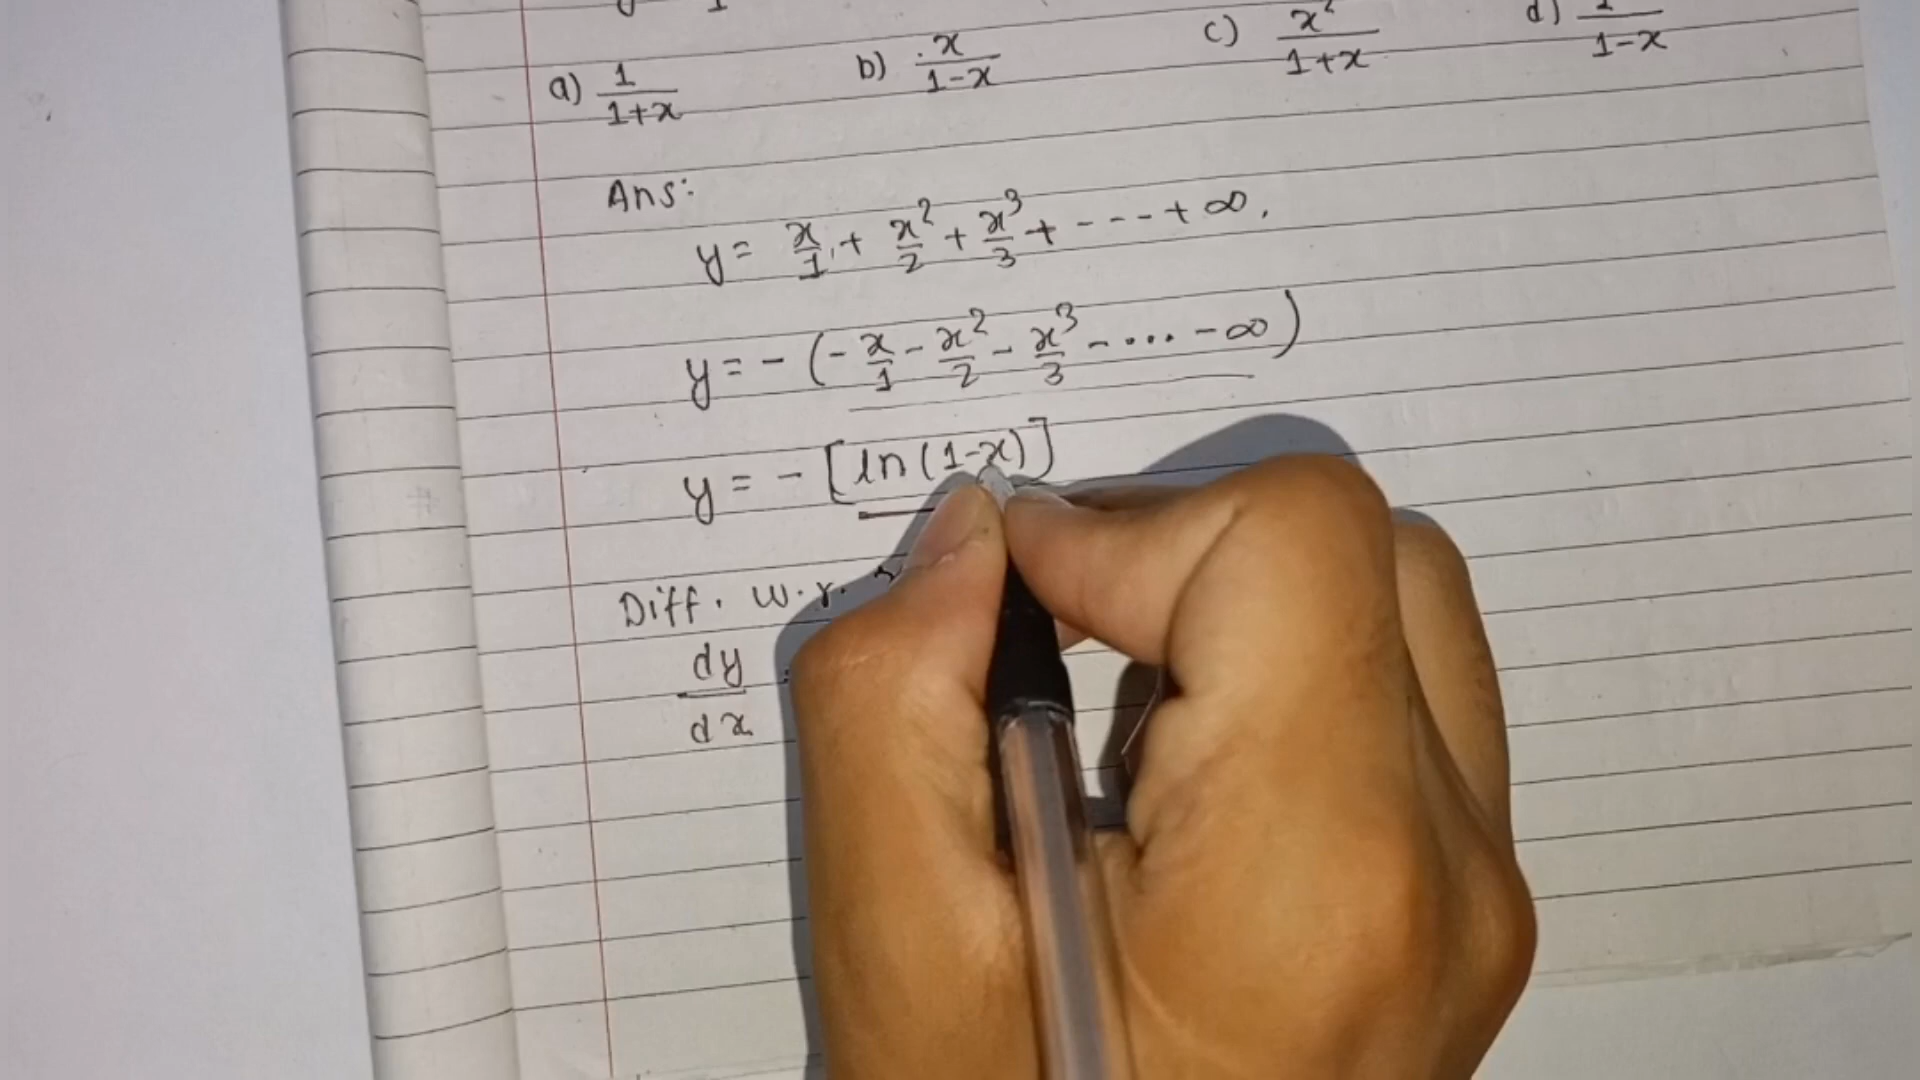 a) 1/(1+x) b) x/(1-x) c) x²/(1+x) d) 1/(1-x)
Ans:
y = x/1 + x²/2 + x³/3 + - - - + ∞.
y = - (- x/1 - x²/2 - x³/3 - .... - ∞)
y = - [ln(1-x)]
Diff. w.r.
dy/dx